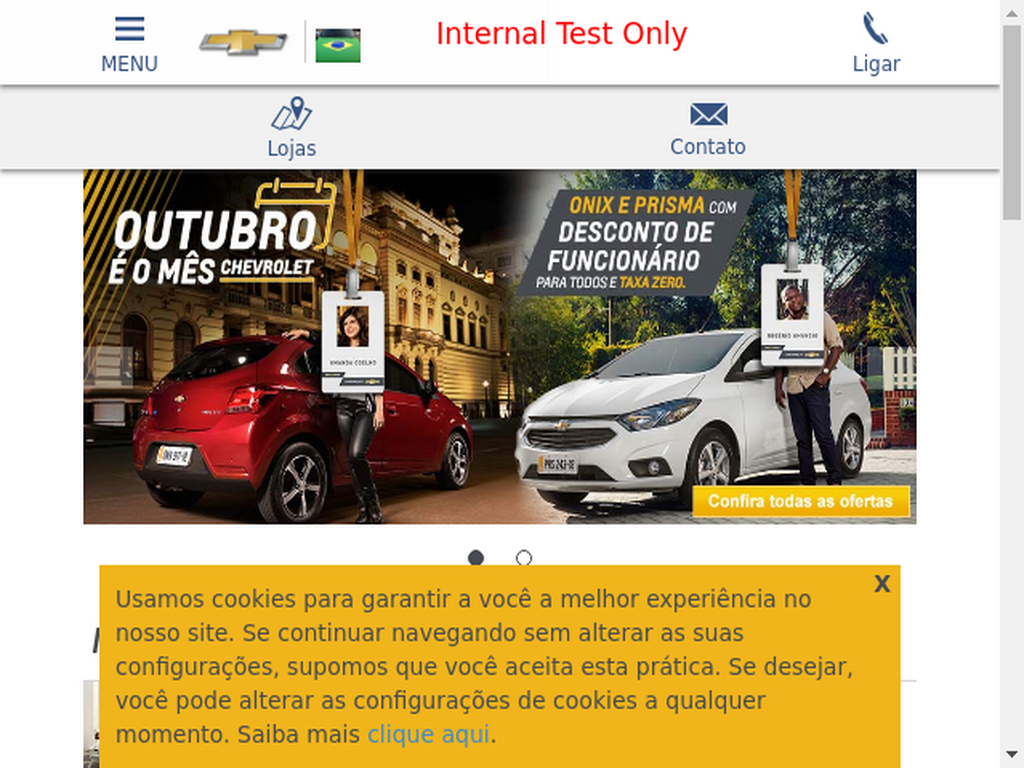 MENU
Internal Test Only
Ligar
Lojas
Contato
OUTUBRO
É O MÊS CHEVROLET
ONIX E PRISMA COM
DESCONTO DE
FUNCIONÁRIO
PARA TODOS E TAXA ZERO.
AMANDA COELHO
Confira todas as ofertas
X
Usamos cookies para garantir a você a melhor experiência no
nosso site. Se continuar navegando sem alterar as suas
configurações, supomos que você aceita esta prática. Se desejar,
você pode alterar as configurações de cookies a qualquer
momento. Saiba mais clique aqui.